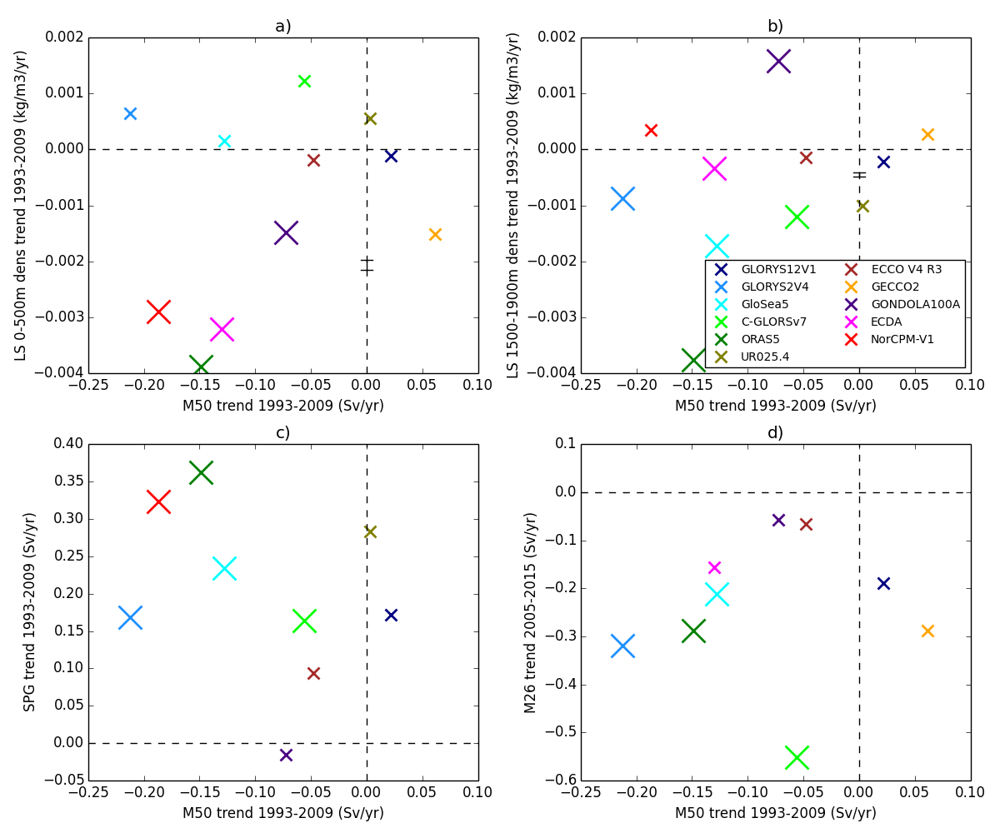 a)
0.002
0.001
0.000
−0.001
−0.002
−0.003
−0.004
LS 0-500m dens trend 1993-2009 (kg/m3/yr)
−0.25 −0.20 −0.15 −0.10 −0.05 0.00 0.05 0.10
M50 trend 1993-2009 (Sv/yr)
b)
0.002
0.001
0.000
−0.001
−0.002
−0.003
−0.004
LS 1500-1900m dens trend 1993-2009 (kg/m3/yr)
GLORYS12V1
GLORYS2V4
GloSea5
C-GLORSv7
ORAS5
UR025.4
ECCO V4 R3
GECCO2
GONDOLA100A
ECDA
NorCPM-V1
−0.25 −0.20 −0.15 −0.10 −0.05 0.00 0.05 0.10
M50 trend 1993-2009 (Sv/yr)
c)
0.40
0.35
0.30
0.25
0.20
0.15
0.10
0.05
0.00
−0.05
SPG trend 1993-2009 (Sv/yr)
−0.25 −0.20 −0.15 −0.10 −0.05 0.00 0.05 0.10
M50 trend 1993-2009 (Sv/yr)
d)
0.1
0.0
−0.1
−0.2
−0.3
−0.4
−0.5
−0.6
M26 trend 2005-2015 (Sv/yr)
−0.25 −0.20 −0.15 −0.10 −0.05 0.00 0.05 0.10
M50 trend 1993-2009 (Sv/yr)